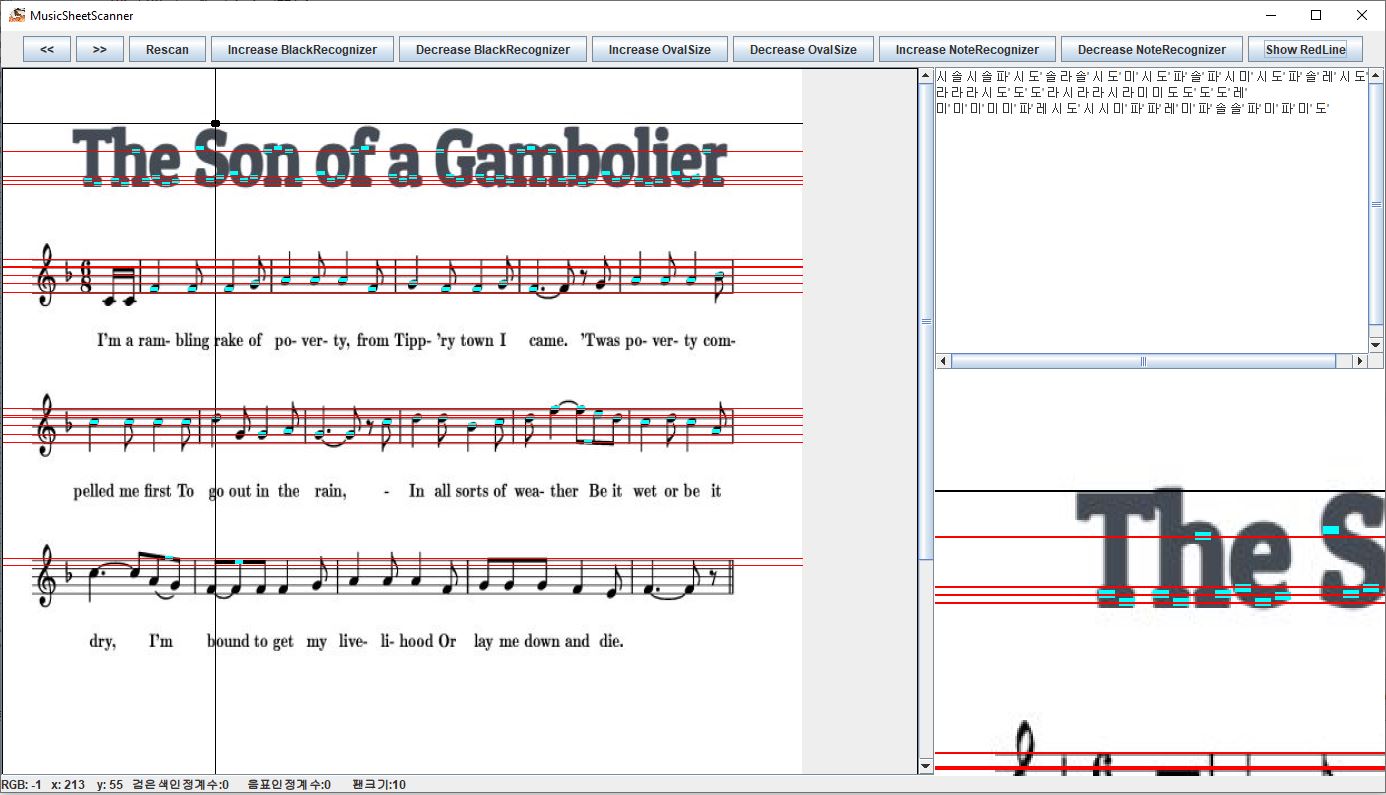 MusicSheetScanner
<< >> Rescan Increase BlackRecognizer Decrease BlackRecognizer Increase OvalSize Decrease OvalSize Increase NoteRecognizer Decrease NoteRecognizer Show RedLine
The Son of a Gambolier
6
8
I'm a ram- bling rake of po- ver- ty, from Tipp- 'ry town I came. 'Twas po- ver- ty com-
pelled me first To go out in the rain, - In all sorts of wea- ther Be it wet or be it
dry, I'm bound to get my live- li- hood Or lay me down and die.
시 솔 시 솔 파' 시 도' 솔 라 솔' 시 도' 미' 시 도' 파' 솔' 파' 시 미' 시 도' 파' 솔' 레' 시 도'
라 라 라 시 도' 도' 도' 라 시 라 라 시 라 미 미 도 도' 도' 도' 레'
미' 미' 미' 미 미' 파' 레 시 도' 시 시 미' 파' 파' 레' 미' 파' 솔 솔' 파' 미' 파' 미' 도'
The S
RGB: -1 x: 213 y: 55 검은색인정계수:0 음표인정계수:0 팬크기:10